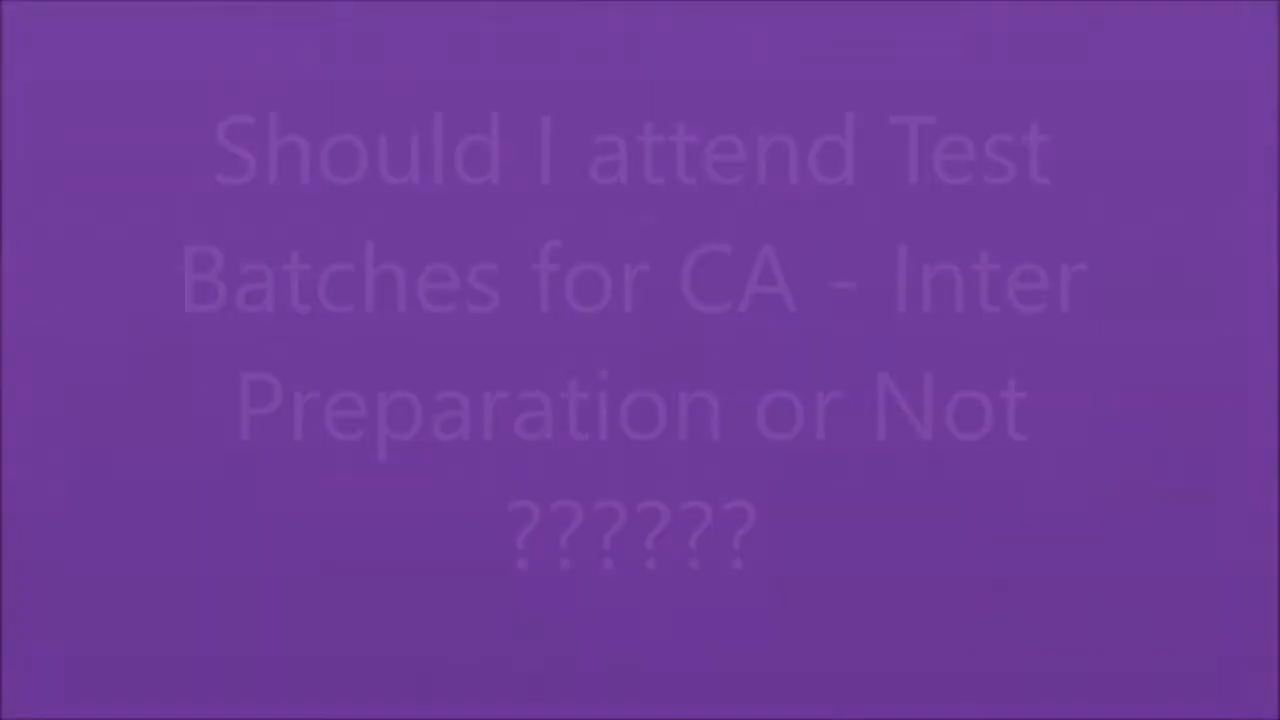 Should I attend Test
Batches for CA - Inter
Preparation or Not
??????